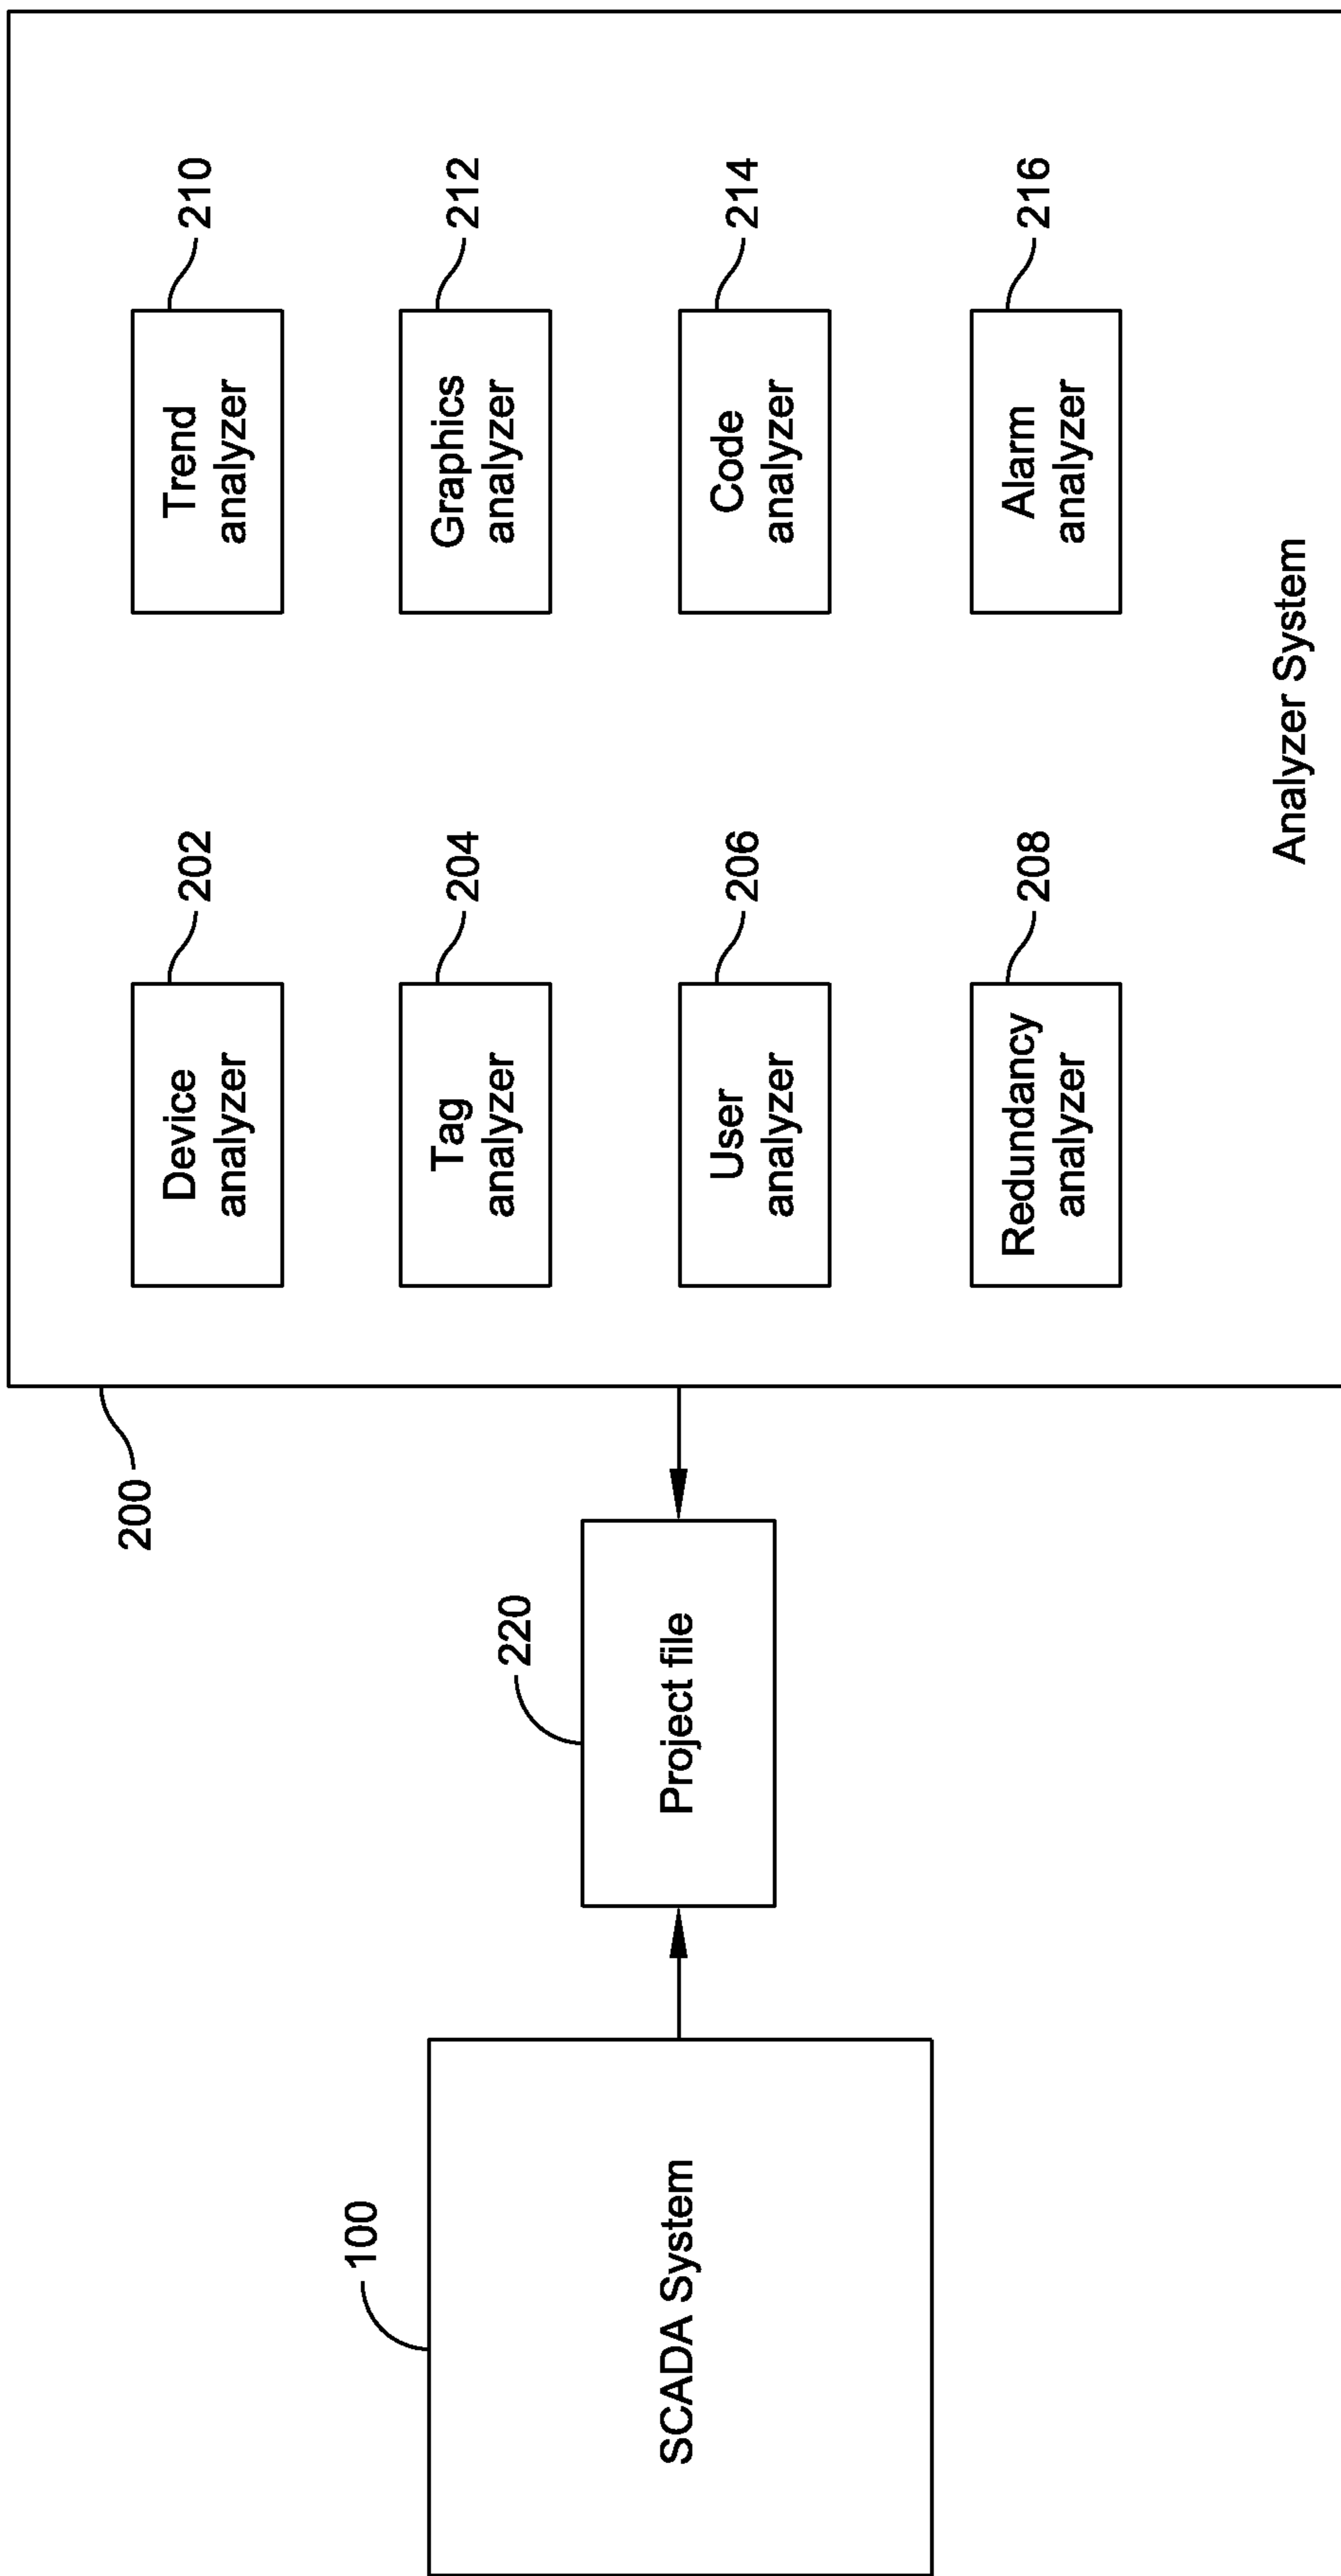 100
SCADA System
220
Project file
200
Device
analyzer
202
Tag
analyzer
204
User
analyzer
206
Redundancy
analyzer
208
Trend
analyzer
210
Graphics
analyzer
212
Code
analyzer
214
Alarm
analyzer
216
Analyzer System